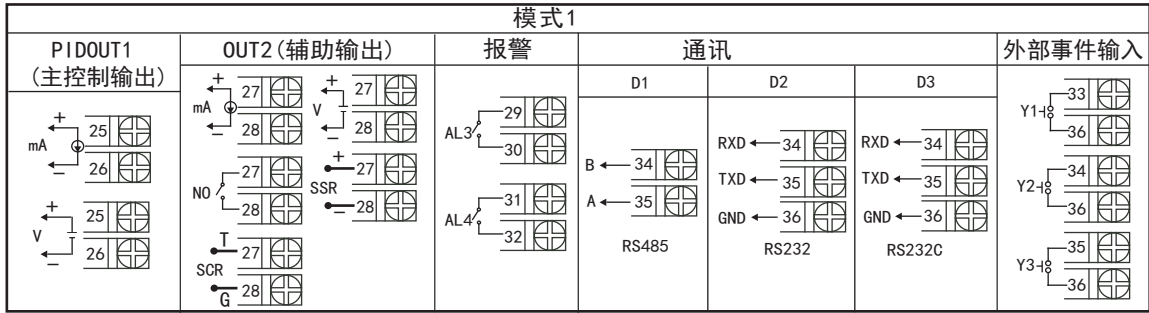 模式1
PIDOUT1
(主控制输出)
OUT2(辅助输出)
报警
通讯
外部事件输入
+
mA
−
25
26
+
V
−
25
26
+
mA
−
27
28
+
V
−
27
28
NO
27
28
+
SSR
−
27
28
T
SCR
G
27
28
AL3
29
30
AL4
31
32
D1
B
34
A
35
RS485
D2
RXD
34
TXD
35
GND
36
RS232
D3
RXD
34
TXD
35
GND
36
RS232C
Y1
33
36
Y2
34
36
Y3
35
36